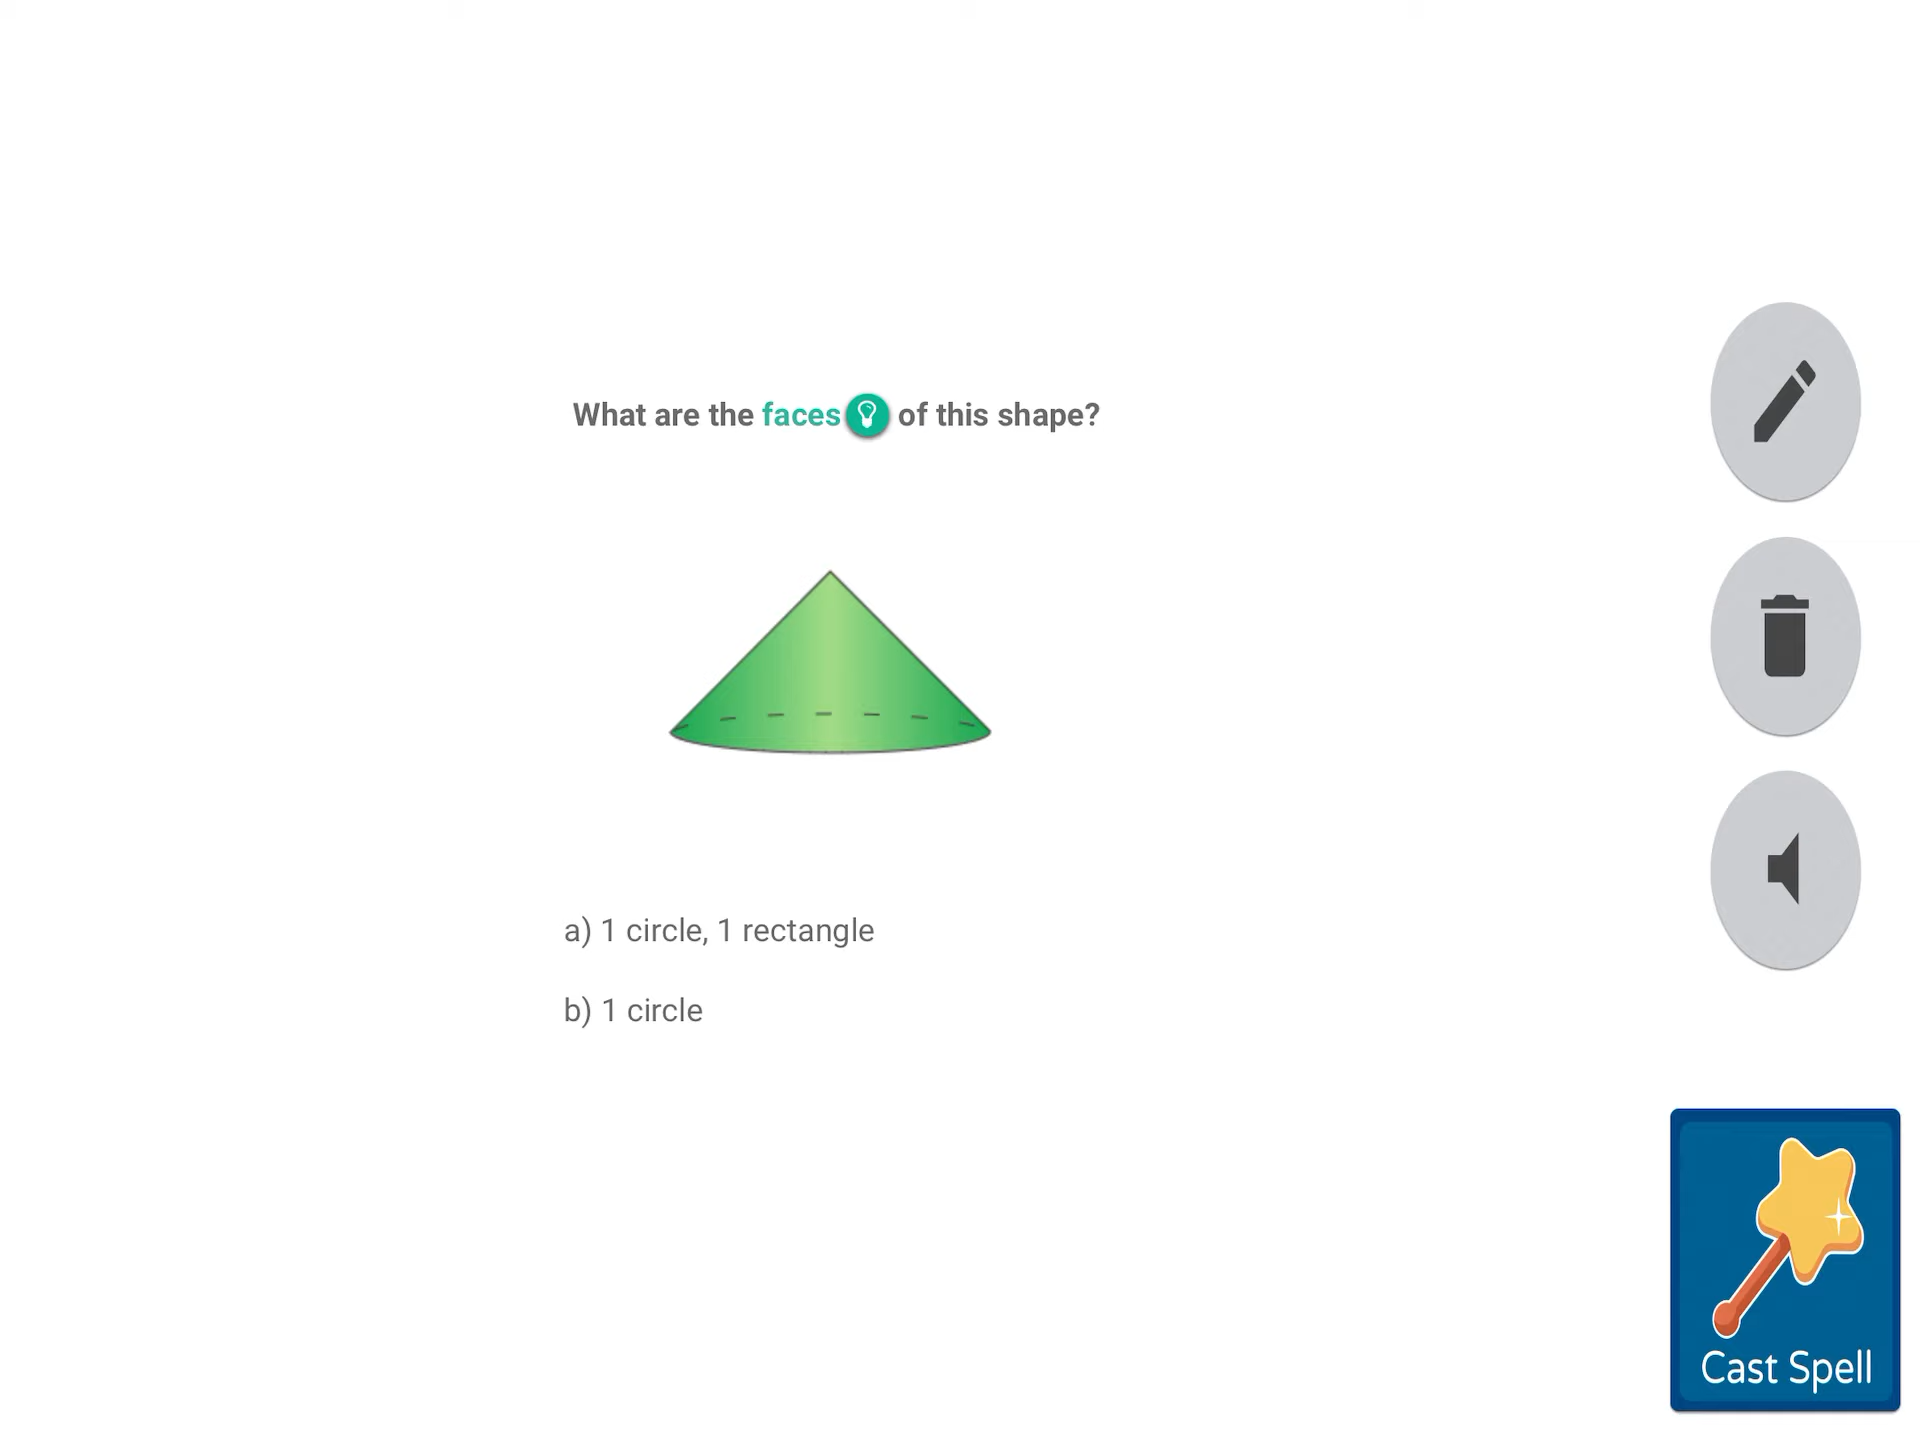 What are the faces of this shape?
a) 1 circle, 1 rectangle
b) 1 circle
Cast Spell